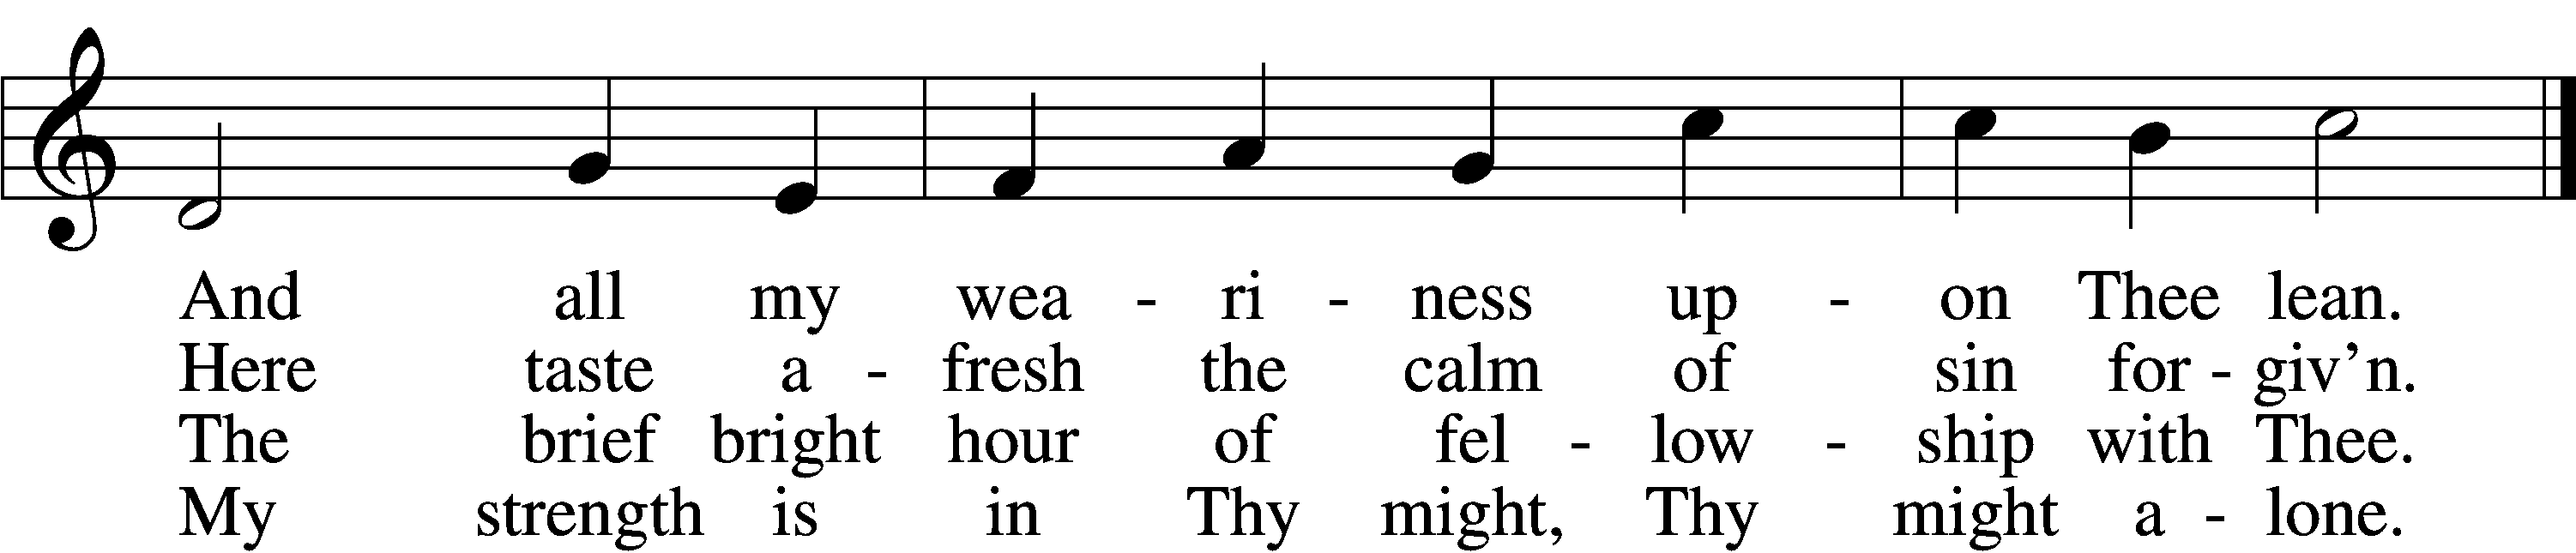 And all my wea - ri - ness up - on Thee lean.
Here taste a - fresh the calm of sin for - giv’n.
The brief bright hour of fel - low - ship with Thee.
My strength is in Thy might, Thy might a - lone.